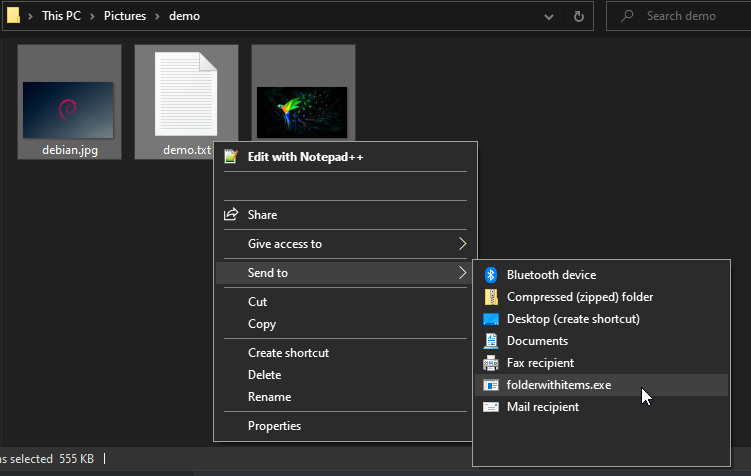 This PC > Pictures > demo
Search demo
debian.jpg
demo.txt
Edit with Notepad++
Share
Give access to
Send to
Cut
Copy
Create shortcut
Delete
Rename
Properties
Bluetooth device
Compressed (zipped) folder
Desktop (create shortcut)
Documents
Fax recipient
folderwithitems.exe
Mail recipient
selected 555 KB